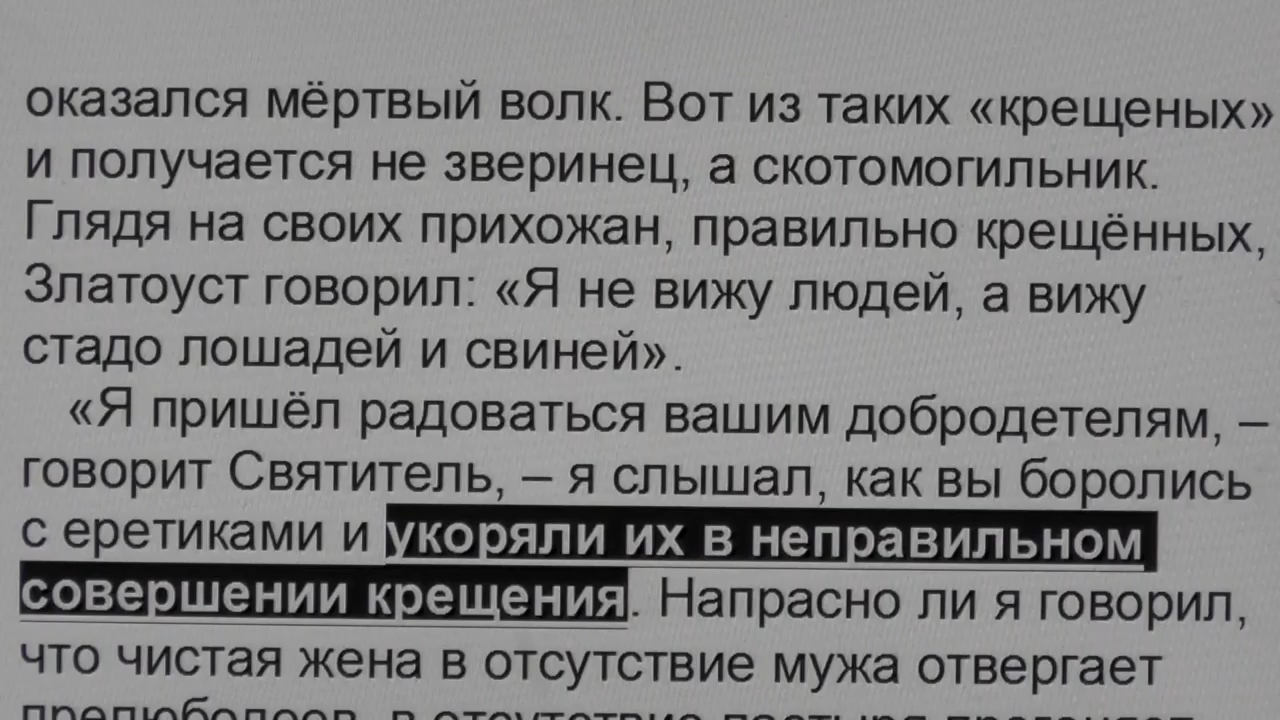 оказался мёртвый волк. Вот из таких «крещеных»
и получается не зверинец, а скотомогильник.
Глядя на своих прихожан, правильно крещённых,
Златоуст говорил: «Я не вижу людей, а вижу
стадо лошадей и свиней».
«Я пришёл радоваться вашим добродетелям, –
говорит Святитель, – я слышал, как вы боролись
с еретиками и укоряли их в неправильном
совершении крещения. Напрасно ли я говорил,
что чистая жена в отсутствие мужа отвергает